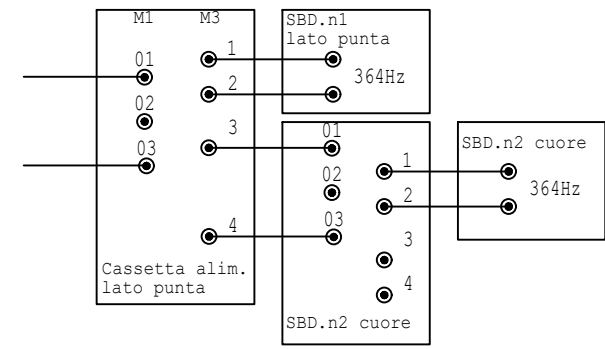 M1 M3
01
02
03
1
2
3
4
Cassetta alim.
lato punta
SBD.n1
lato punta
364Hz
01
02
03
1
2
3
4
SBD.n2 cuore
SBD.n2 cuore
364Hz